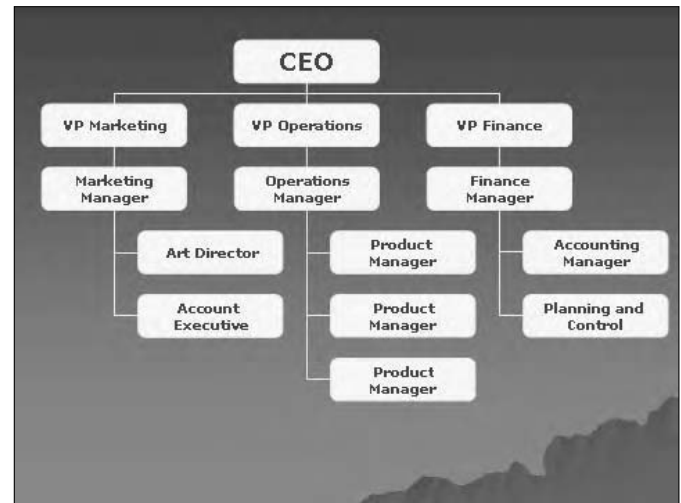 CEO
VP Marketing
VP Operations
VP Finance
Marketing
Manager
Operations
Manager
Finance
Manager
Art Director
Product
Manager
Accounting
Manager
Account
Executive
Product
Manager
Planning and
Control
Product
Manager